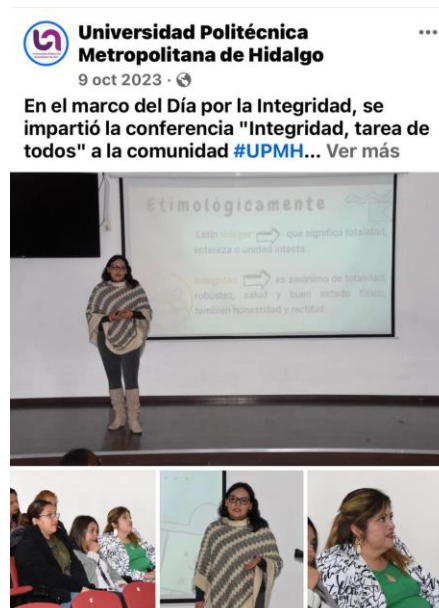 Universidad Politécnica
Metropolitana de Hidalgo
9 oct 2023 ·
En el marco del Día por la Integridad, se
impartió la conferencia "Integridad, tarea de
todos" a la comunidad #UPMH... Ver más
Etimológicamente
Latín integer que significa totalidad,
entereza o unidad intacta.
Integritas es sinónimo de totalidad,
robustez, salud y buen estado físico;
también honestidad y rectitud.